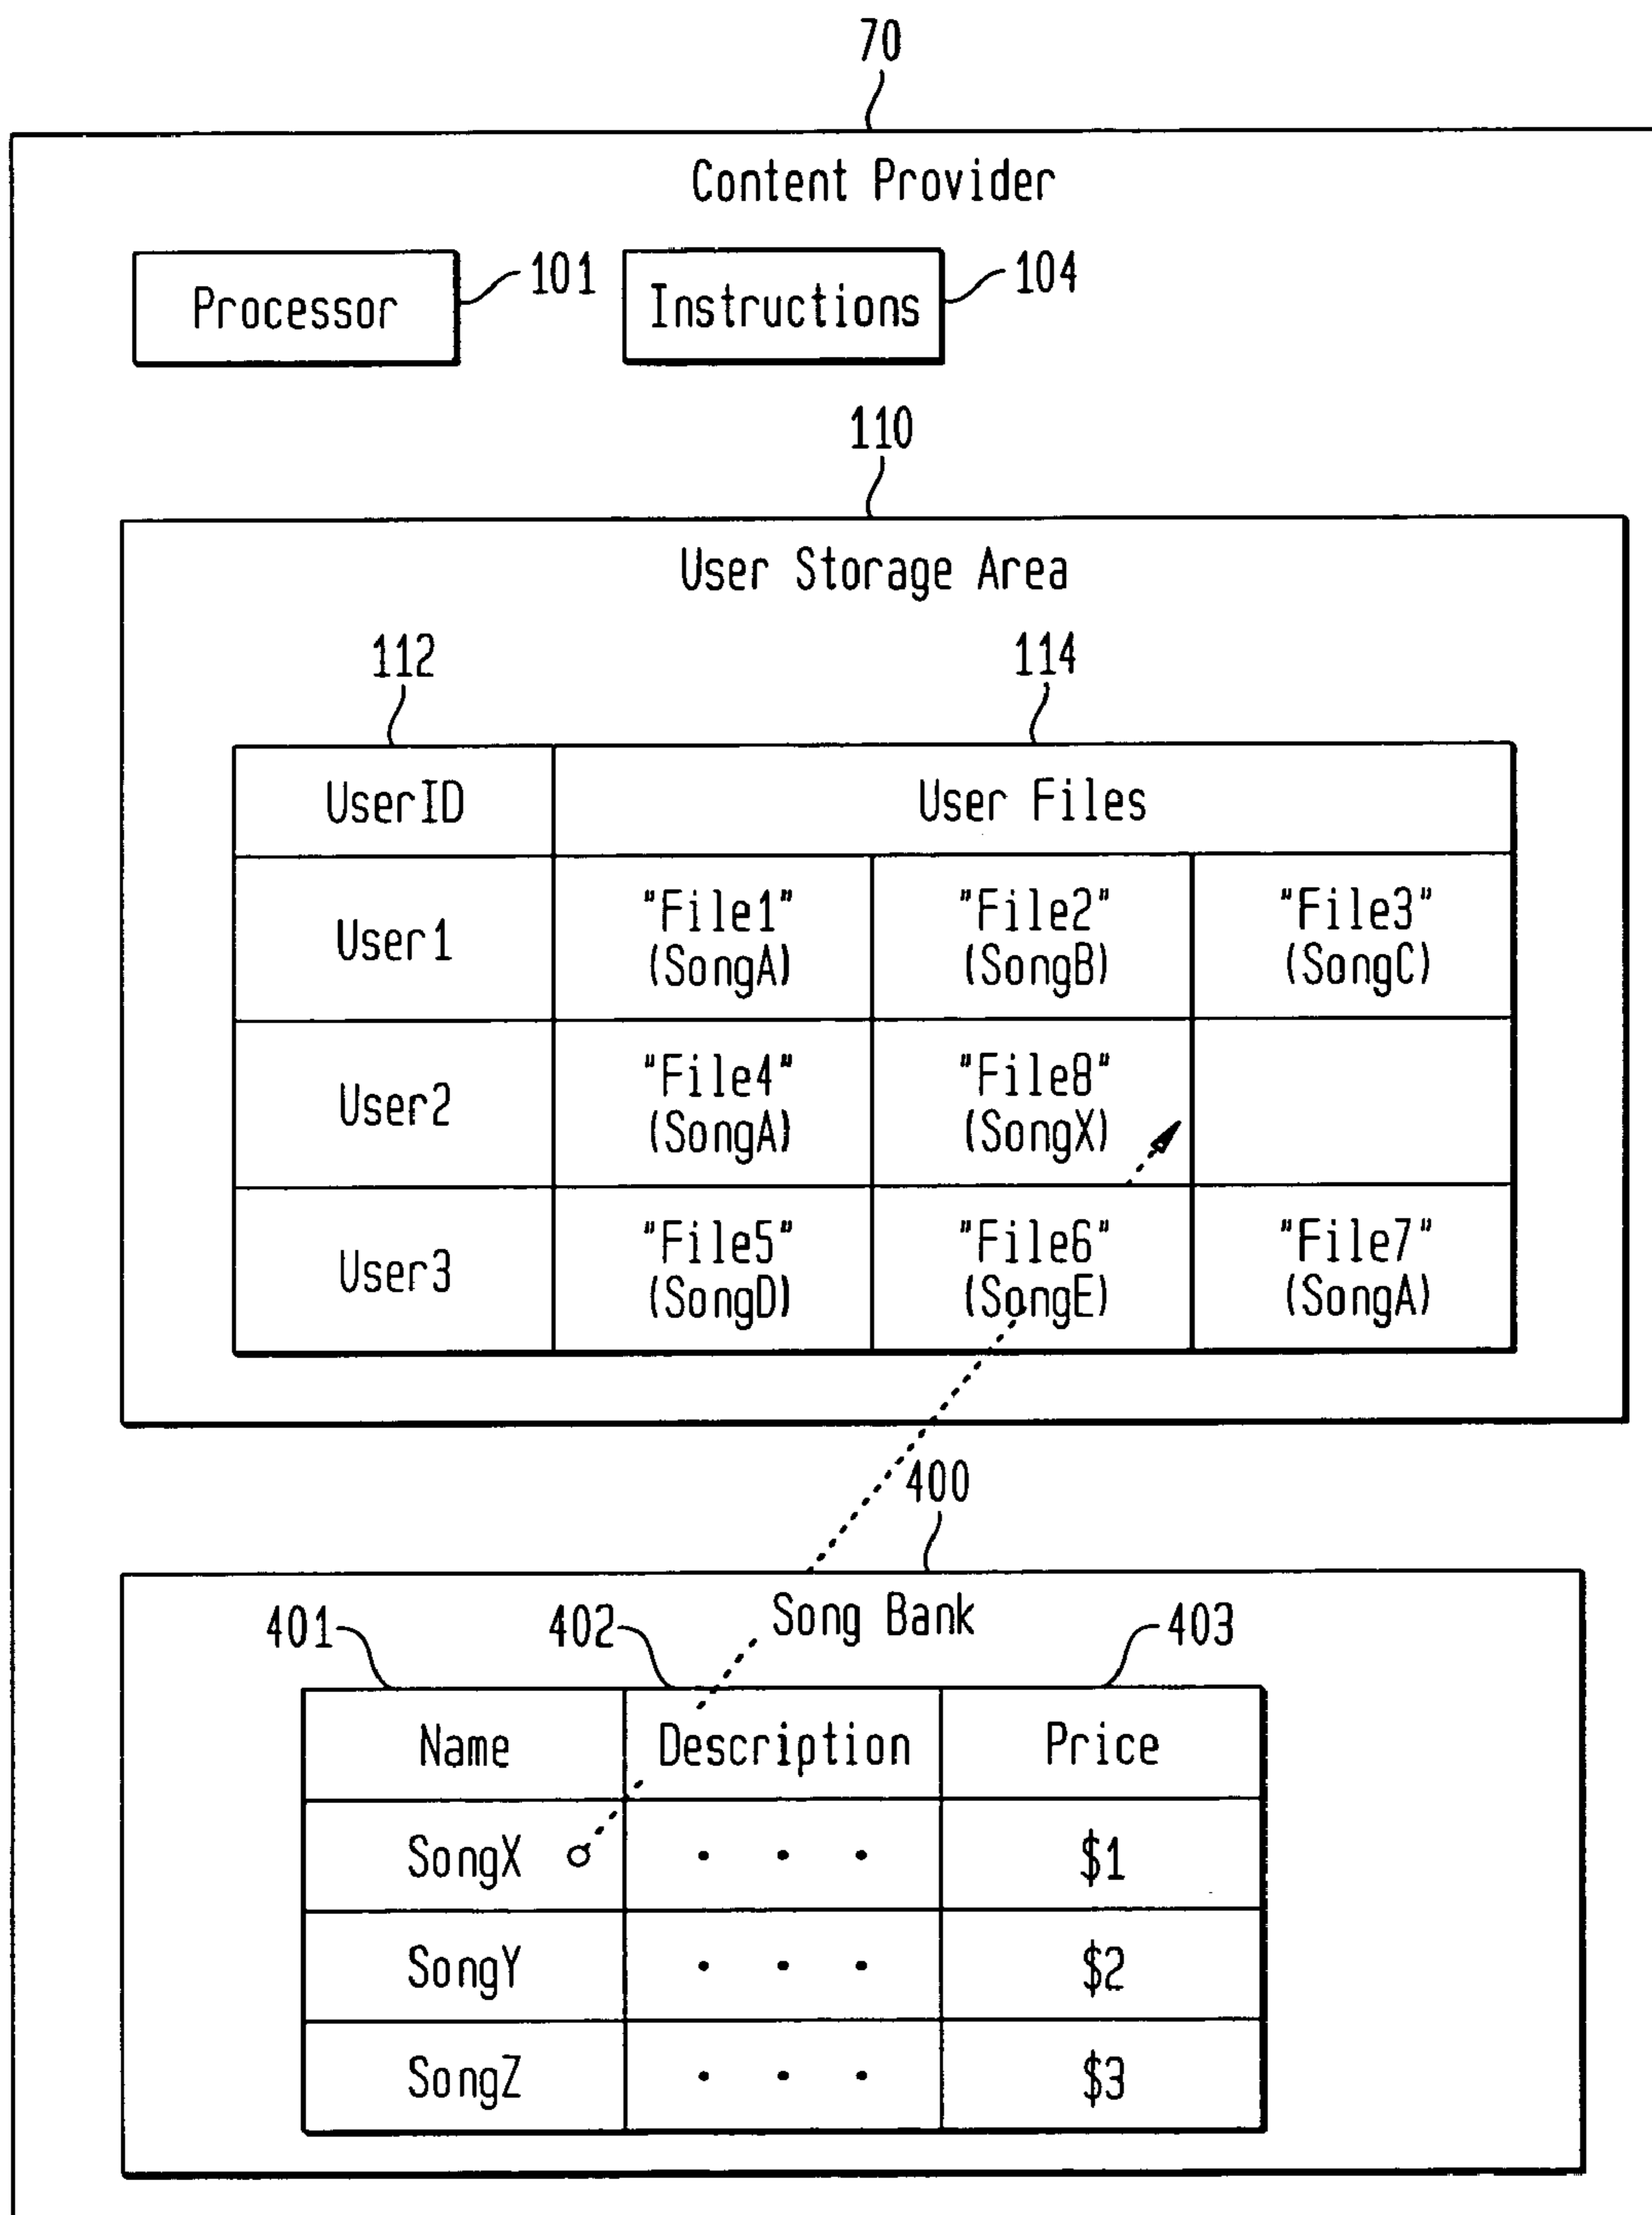 70
Content Provider
Processor
101
Instructions
104
110
User Storage Area
112
114
UserID
User Files
User1
"File1"
(SongA)
"File2"
(SongB)
"File3"
(SongC)
User2
"File4"
(SongA)
"File8"
(SongX)
User3
"File5"
(SongD)
"File6"
(SongE)
"File7"
(SongA)
400
Song Bank
401
402
403
Name
Description
Price
SongX
. . .
$1
SongY
. . .
$2
SongZ
. . .
$3